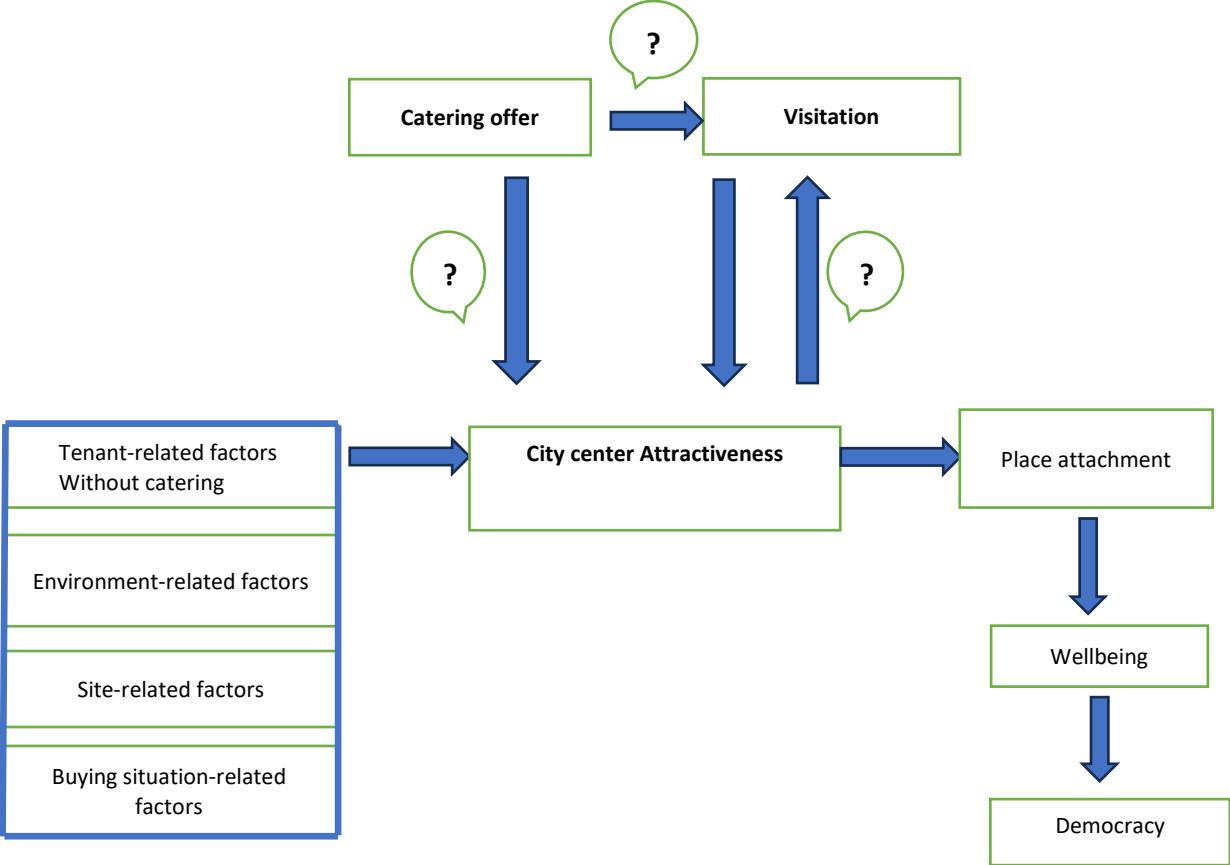 ?
Catering offer
Visitation
?
?
Tenant-related factors
Without catering
City center Attractiveness
Place attachment
Environment-related factors
Wellbeing
Site-related factors
Buying situation-related
factors
Democracy